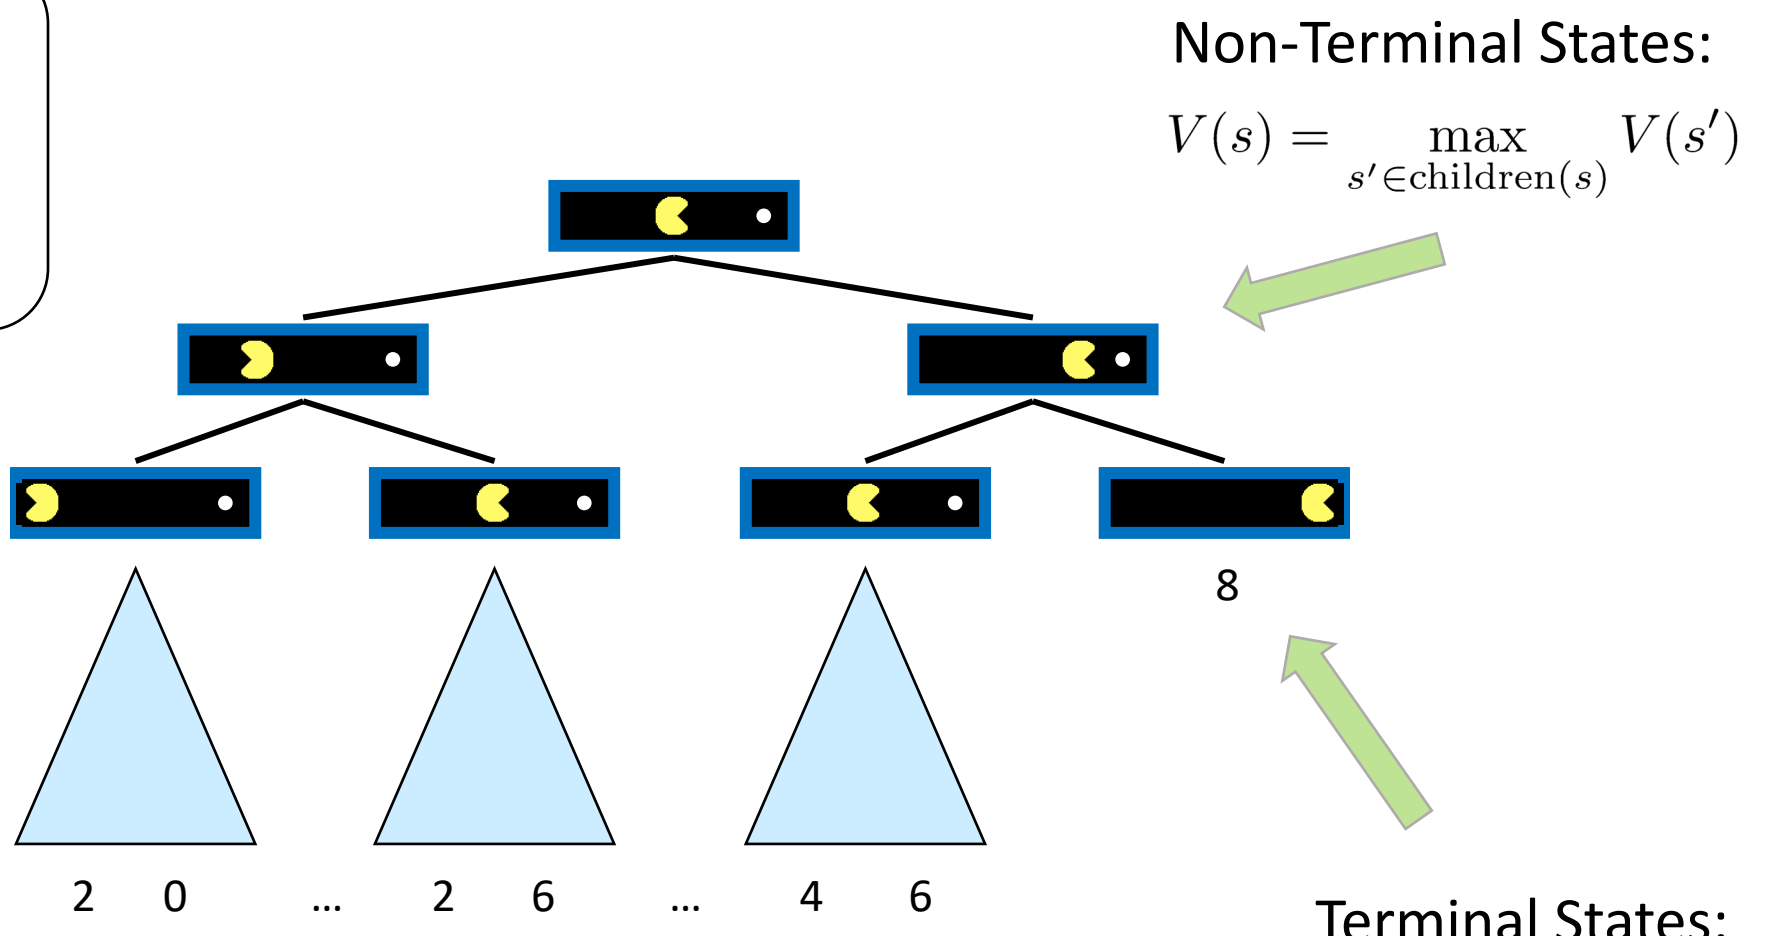 Non-Terminal States:
V(s) = max V(s′)
s′∈children(s)
8
2 0 ... 2 6 ... 4 6
Terminal States: